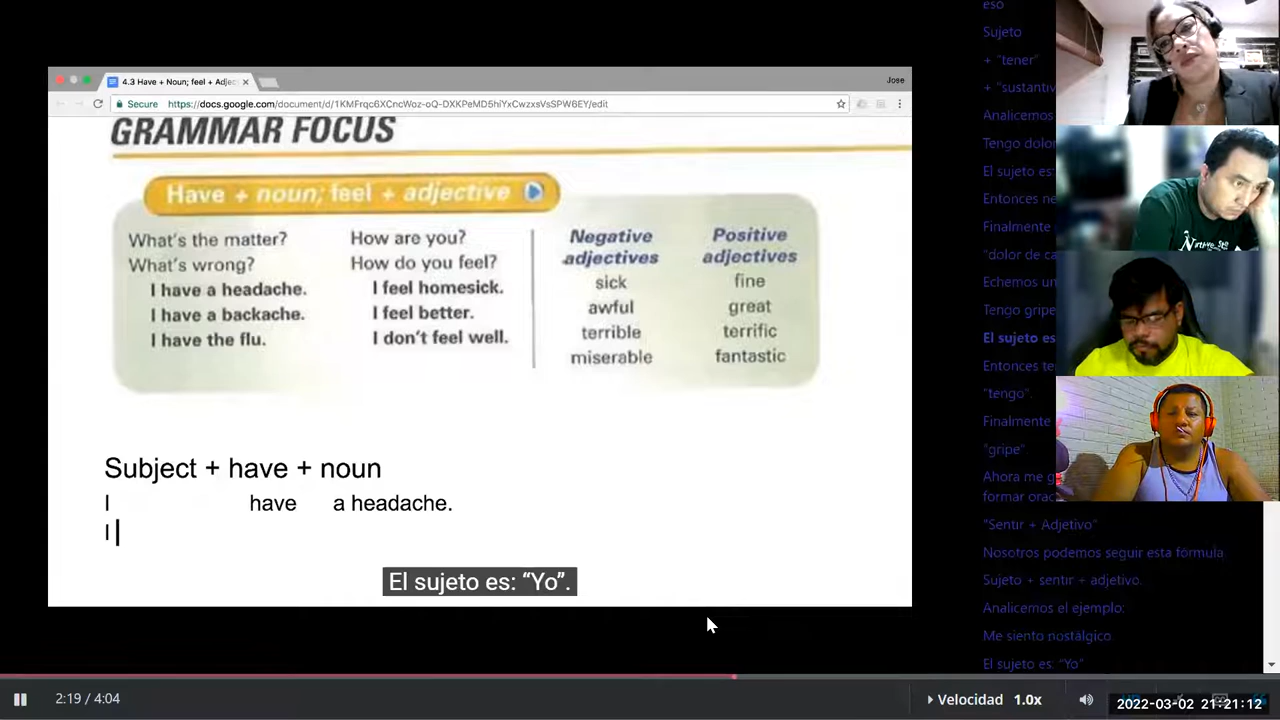 4.3 Have + Noun; feel + Adjec
Jose
Secure
https://docs.google.com/document/d/1KMFrqc6XCncWoz-oQ-DXKPeMD5hiYxCwzxsVsSPW6EY/edit
GRAMMAR FOCUS
Have + noun; feel + adjective
What's the matter?
What's wrong?
I have a headache.
I have a backache.
I have the flu.
How are you?
How do you feel?
I feel homesick.
I feel better.
I don't feel well.
Negative
adjectives
sick
awful
terrible
miserable
Positive
adjectives
fine
great
terrific
fantastic
Subject + have + noun
I have a headache.
I
El sujeto es: “Yo”.
eso
Sujeto
+ "tener"
+ "sustantiv
Analicemos
Tengo dolor
El sujeto es
Entonces
Finalmente
"dolor de ca
Echemos un
Tengo gripe
El sujeto es
Entonces
"tengo".
Finalmente
"gripe"
Ahora me
formar orac
"Sentir + Adjetivo"
Nosotros podemos seguir esta fórmula
Sujeto + sentir + adjetivo.
Analicemos el ejemplo:
Me siento nostálgico
El sujeto es: "Yo"
2:19 / 4:04
Velocidad 1.0x
2022-03-02 21:21:12